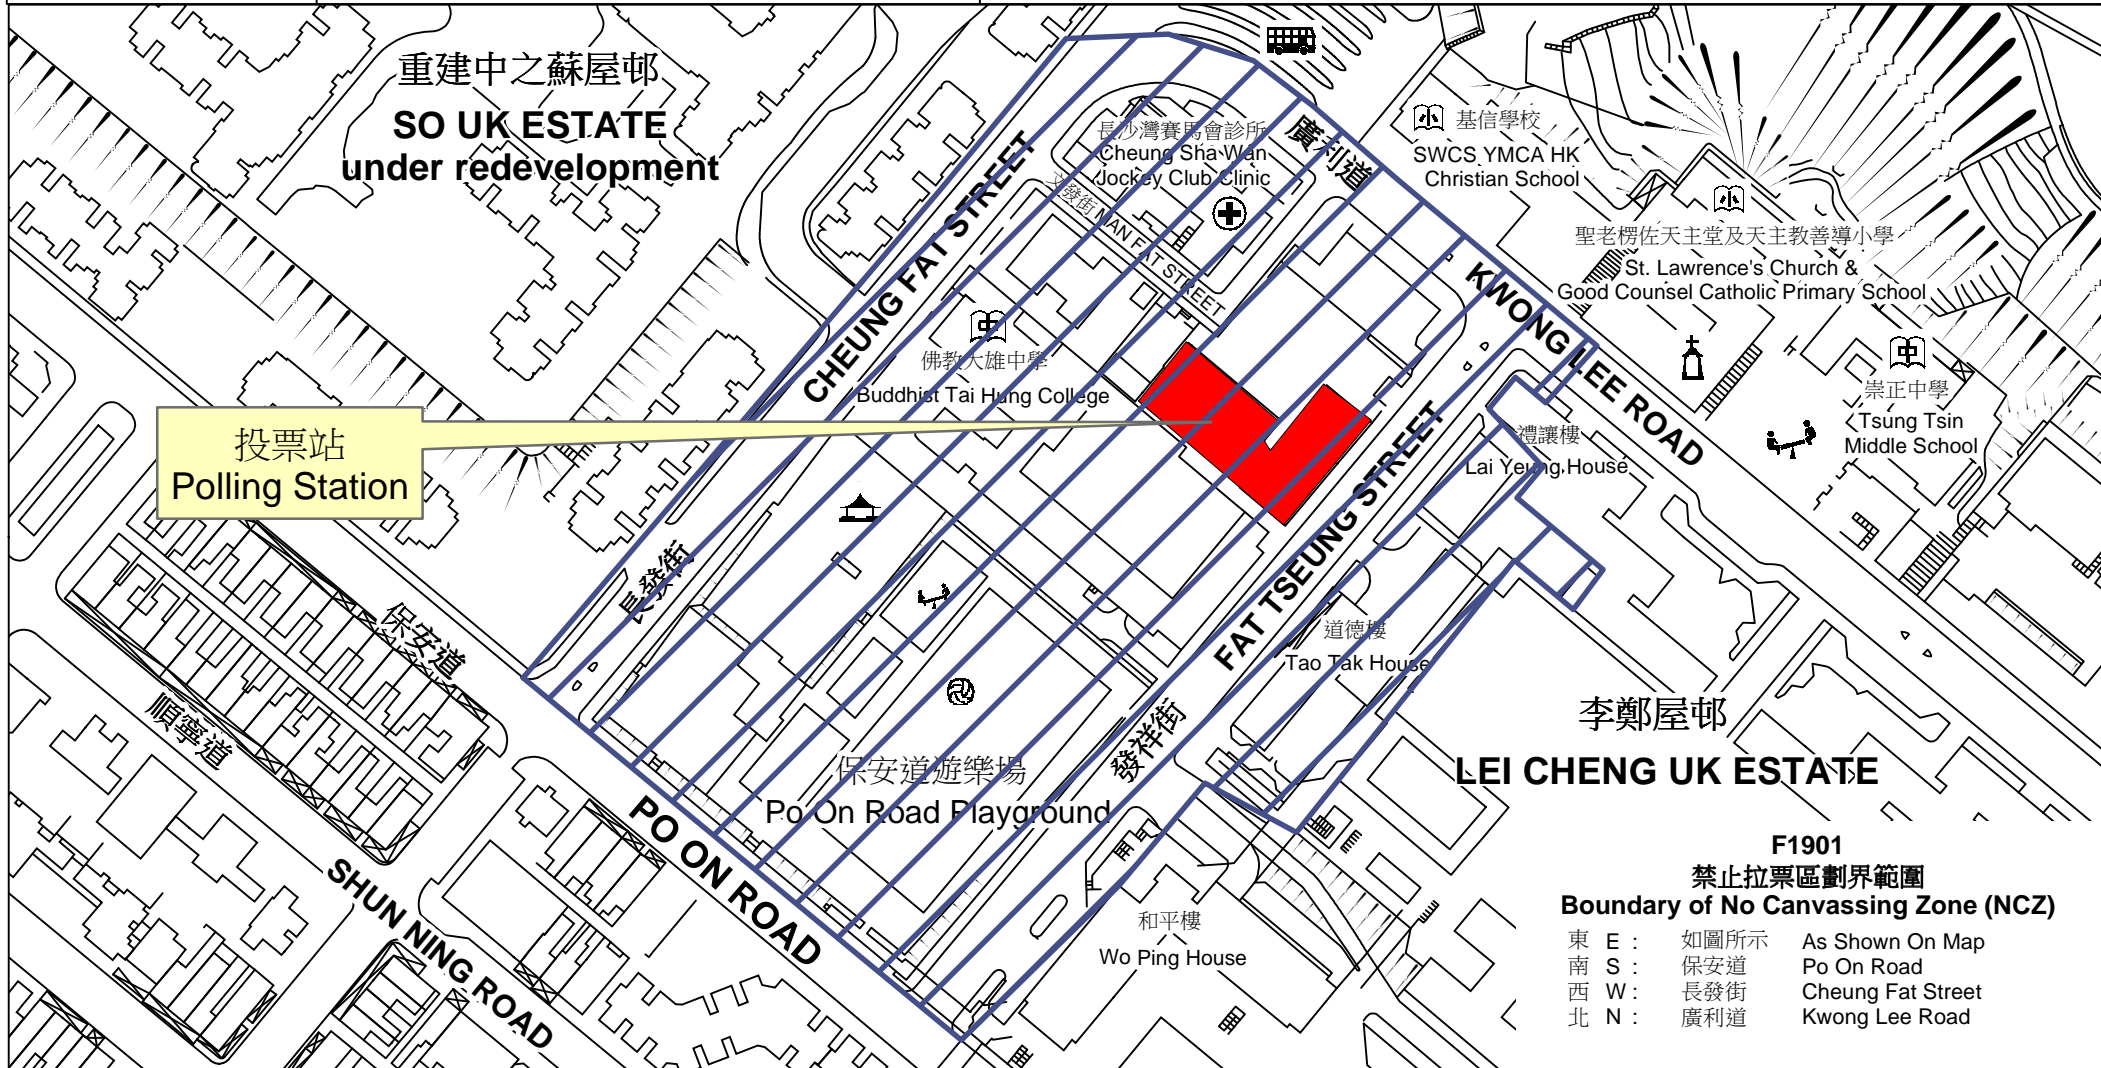 重建中之蘇屋邨
SO UK ESTATE
under redevelopment
長沙灣賽馬會診所
Cheung Sha Wan
Jockey Club Clinic
廣利道
基信學校
SWCS YMCA HK
Christian School
聖老楞佐天主堂及天主教善導小學
St. Lawrence's Church &
Good Counsel Catholic Primary School
文發街 MAN FAT STREET
CHEUNG FAT STREET
KWONG LEE ROAD
佛教大雄中學
Buddhist Tai Hung College
崇正中學
Tsung Tsin
Middle School
投票站
Polling Station
禮讓樓
Lai Yeung House
FAT TSEUNG STREET
長發街
保安道
道德樓
Tao Tak House
順寧道
發祥街
李鄭屋邨
LEI CHENG UK ESTATE
保安道遊樂場
Po On Road Playground
PO ON ROAD
SHUN NING ROAD
和平樓
Wo Ping House
F1901
禁止拉票區劃界範圍
Boundary of No Canvassing Zone (NCZ)
東 E : 如圖所示 As Shown On Map
南 S : 保安道 Po On Road
西 W : 長發街 Cheung Fat Street
北 N : 廣利道 Kwong Lee Road